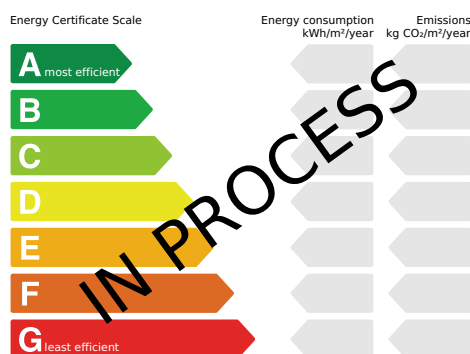 Energy Certificate Scale
Energy consumption
kWh/m²/year
Emissions
kg CO₂/m²/year
A most efficient
B
C
D
E
F
G least efficient
IN PROCESS